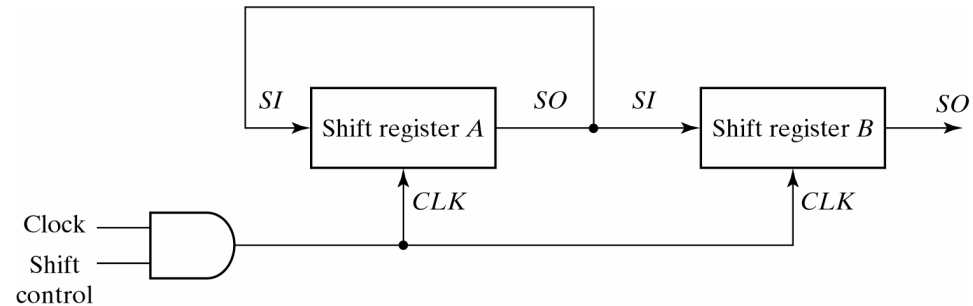 SI
Shift register A
SO
SI
Shift register B
SO
CLK
CLK
Clock
Shift
control